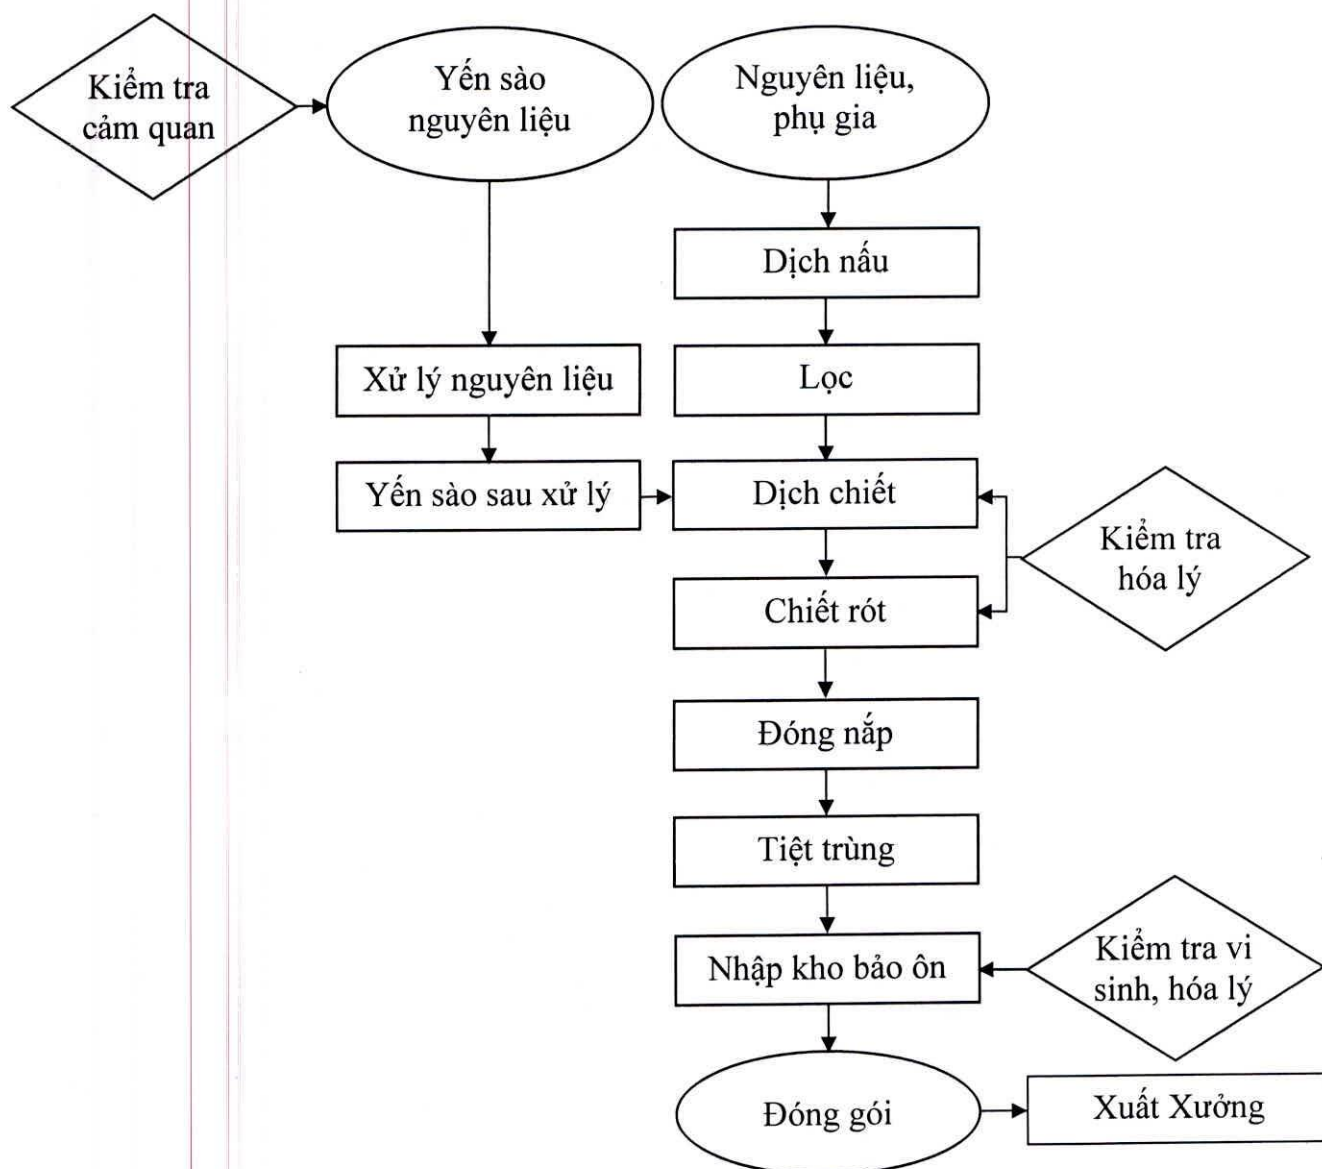 Kiểm tra
cảm quan
Yến sào
nguyên liệu
Nguyên liệu,
phụ gia
Dịch nấu
Xử lý nguyên liệu
Lọc
Yến sào sau xử lý
Dịch chiết
Kiểm tra
hóa lý
Chiết rót
Đóng nắp
Tiệt trùng
Nhập kho bảo ôn
Kiểm tra vi
sinh, hóa lý
Đóng gói
Xuất Xưởng